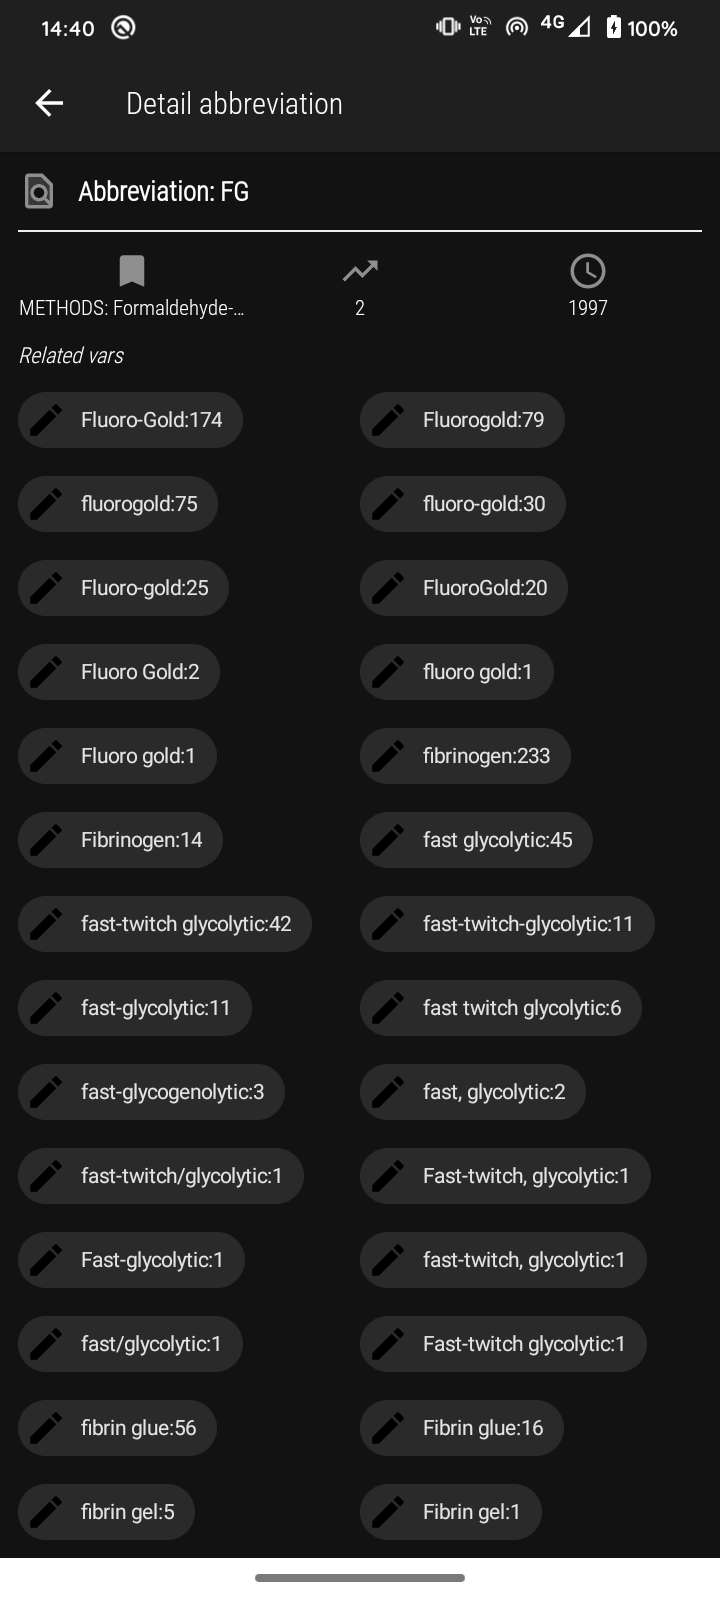 14:40 Vo LTE 4G 100%
Detail abbreviation
Abbreviation: FG
METHODS: Formaldehyde-... 2 1997
Related vars
Fluoro-Gold:174 Fluorogold:79
fluorogold:75 fluoro-gold:30
Fluoro-gold:25 FluoroGold:20
Fluoro Gold:2 fluoro gold:1
Fluoro gold:1 fibrinogen:233
Fibrinogen:14 fast glycolytic:45
fast-twitch glycolytic:42 fast-twitch-glycolytic:11
fast-glycolytic:11 fast twitch glycolytic:6
fast-glycogenolytic:3 fast, glycolytic:2
fast-twitch/glycolytic:1 Fast-twitch, glycolytic:1
Fast-glycolytic:1 fast-twitch, glycolytic:1
fast/glycolytic:1 Fast-twitch glycolytic:1
fibrin glue:56 Fibrin glue:16
fibrin gel:5 Fibrin gel:1